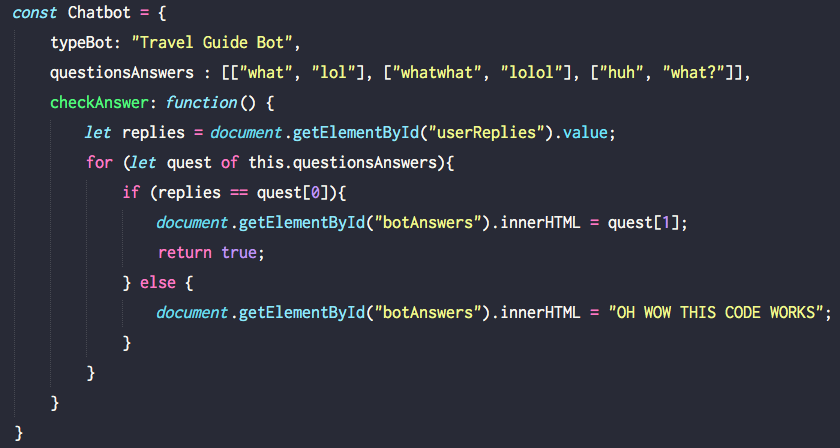 const Chatbot = {
typeBot: "Travel Guide Bot",
questionsAnswers : [["what", "lol"], ["whatwhat", "lolol"], ["huh", "what?"]],
checkAnswer: function() {
let replies = document.getElementById("userReplies").value;
for (let quest of this.questionsAnswers){
if (replies == quest[0]){
document.getElementById("botAnswers").innerHTML = quest[1];
return true;
} else {
document.getElementById("botAnswers").innerHTML = "OH WOW THIS CODE WORKS";
}
}
}
}